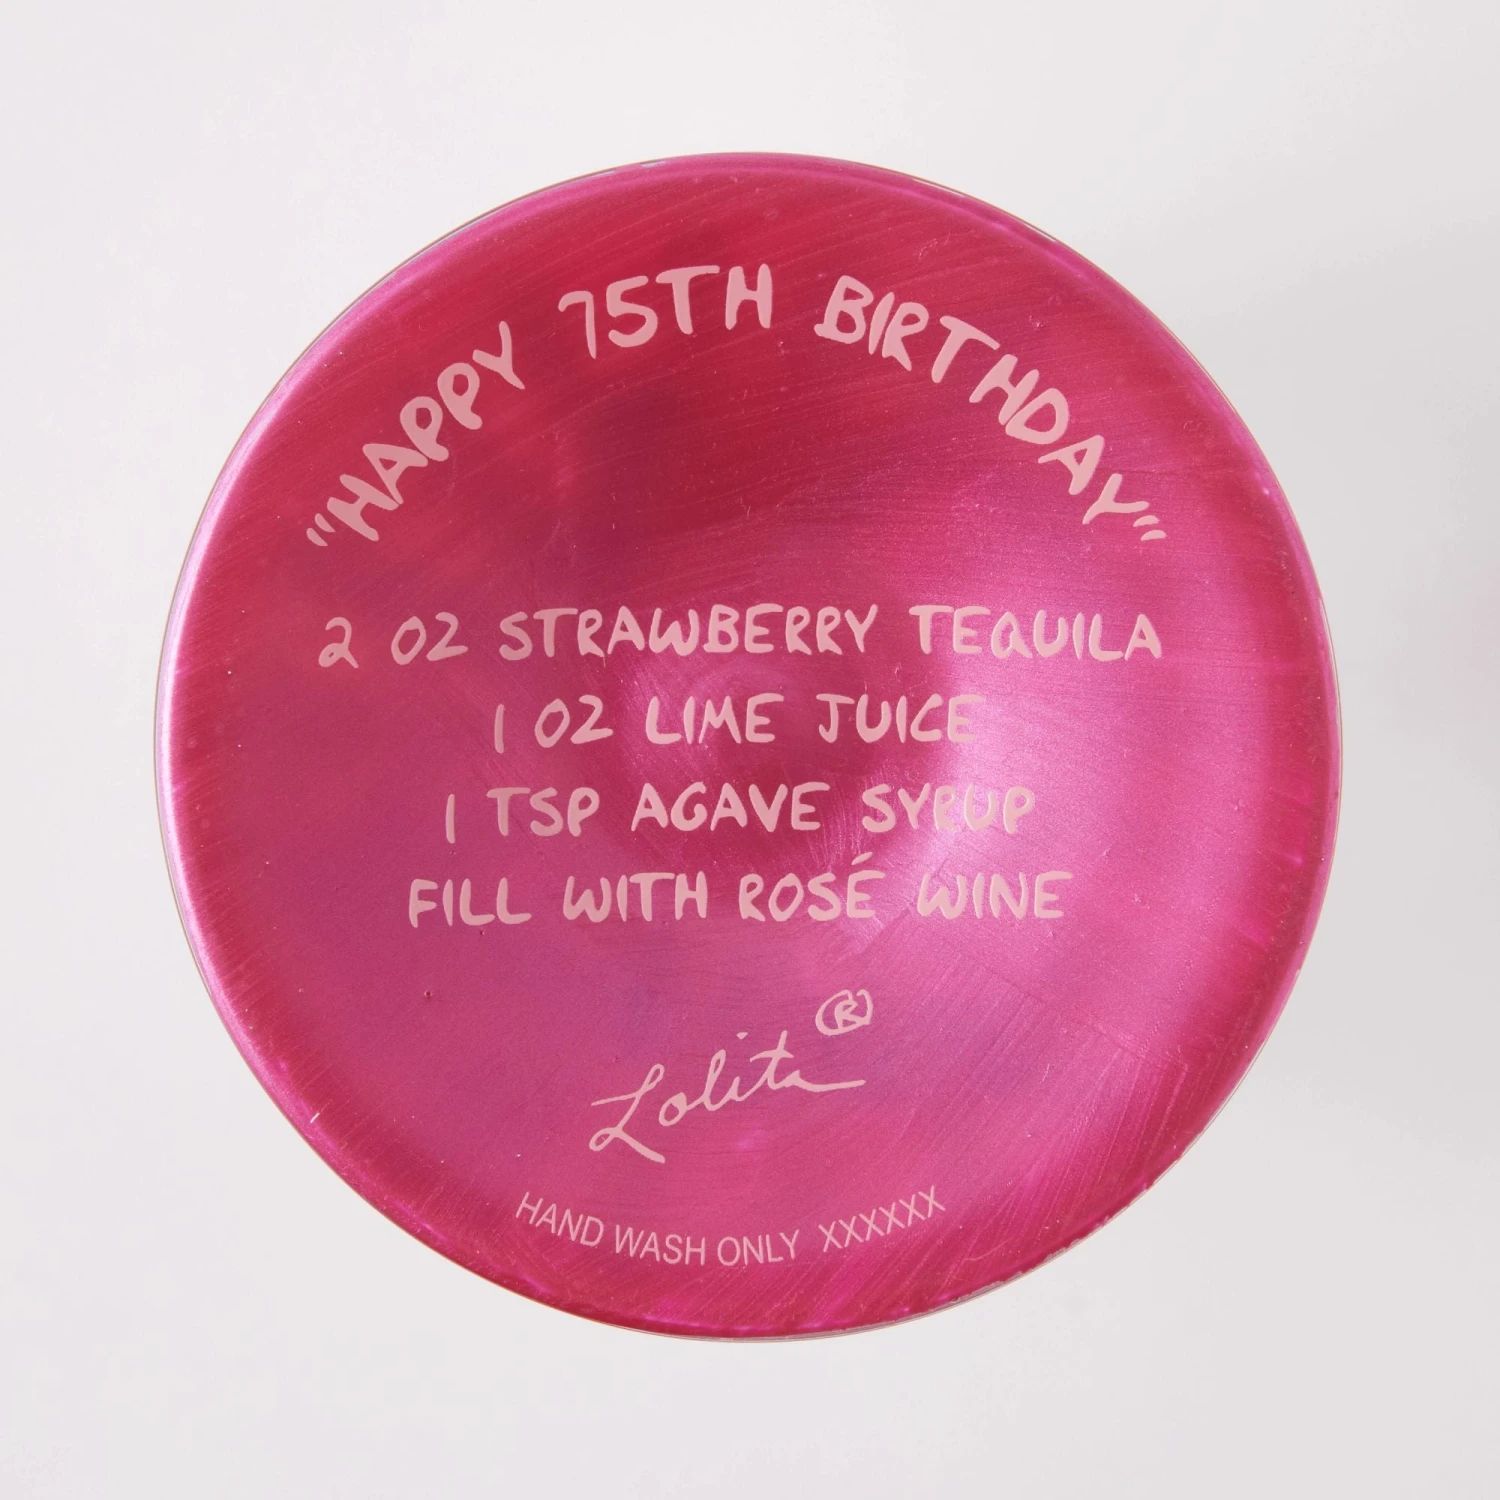 "HAPPY 75TH BIRTHDAY"
2 OZ STRAWBERRY TEQUILA
1 OZ LIME JUICE
1 TSP AGAVE SYRUP
FILL WITH ROSÉ WINE
Lolita®
HAND WASH ONLY XXXXXX